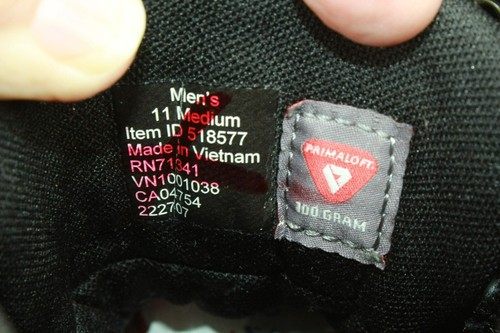 Men's
11 Medium
Item ID 518577
Made in Vietnam
RN71341
VN1001038
CA04754
222707
PRIMALOFT
100 GRAM